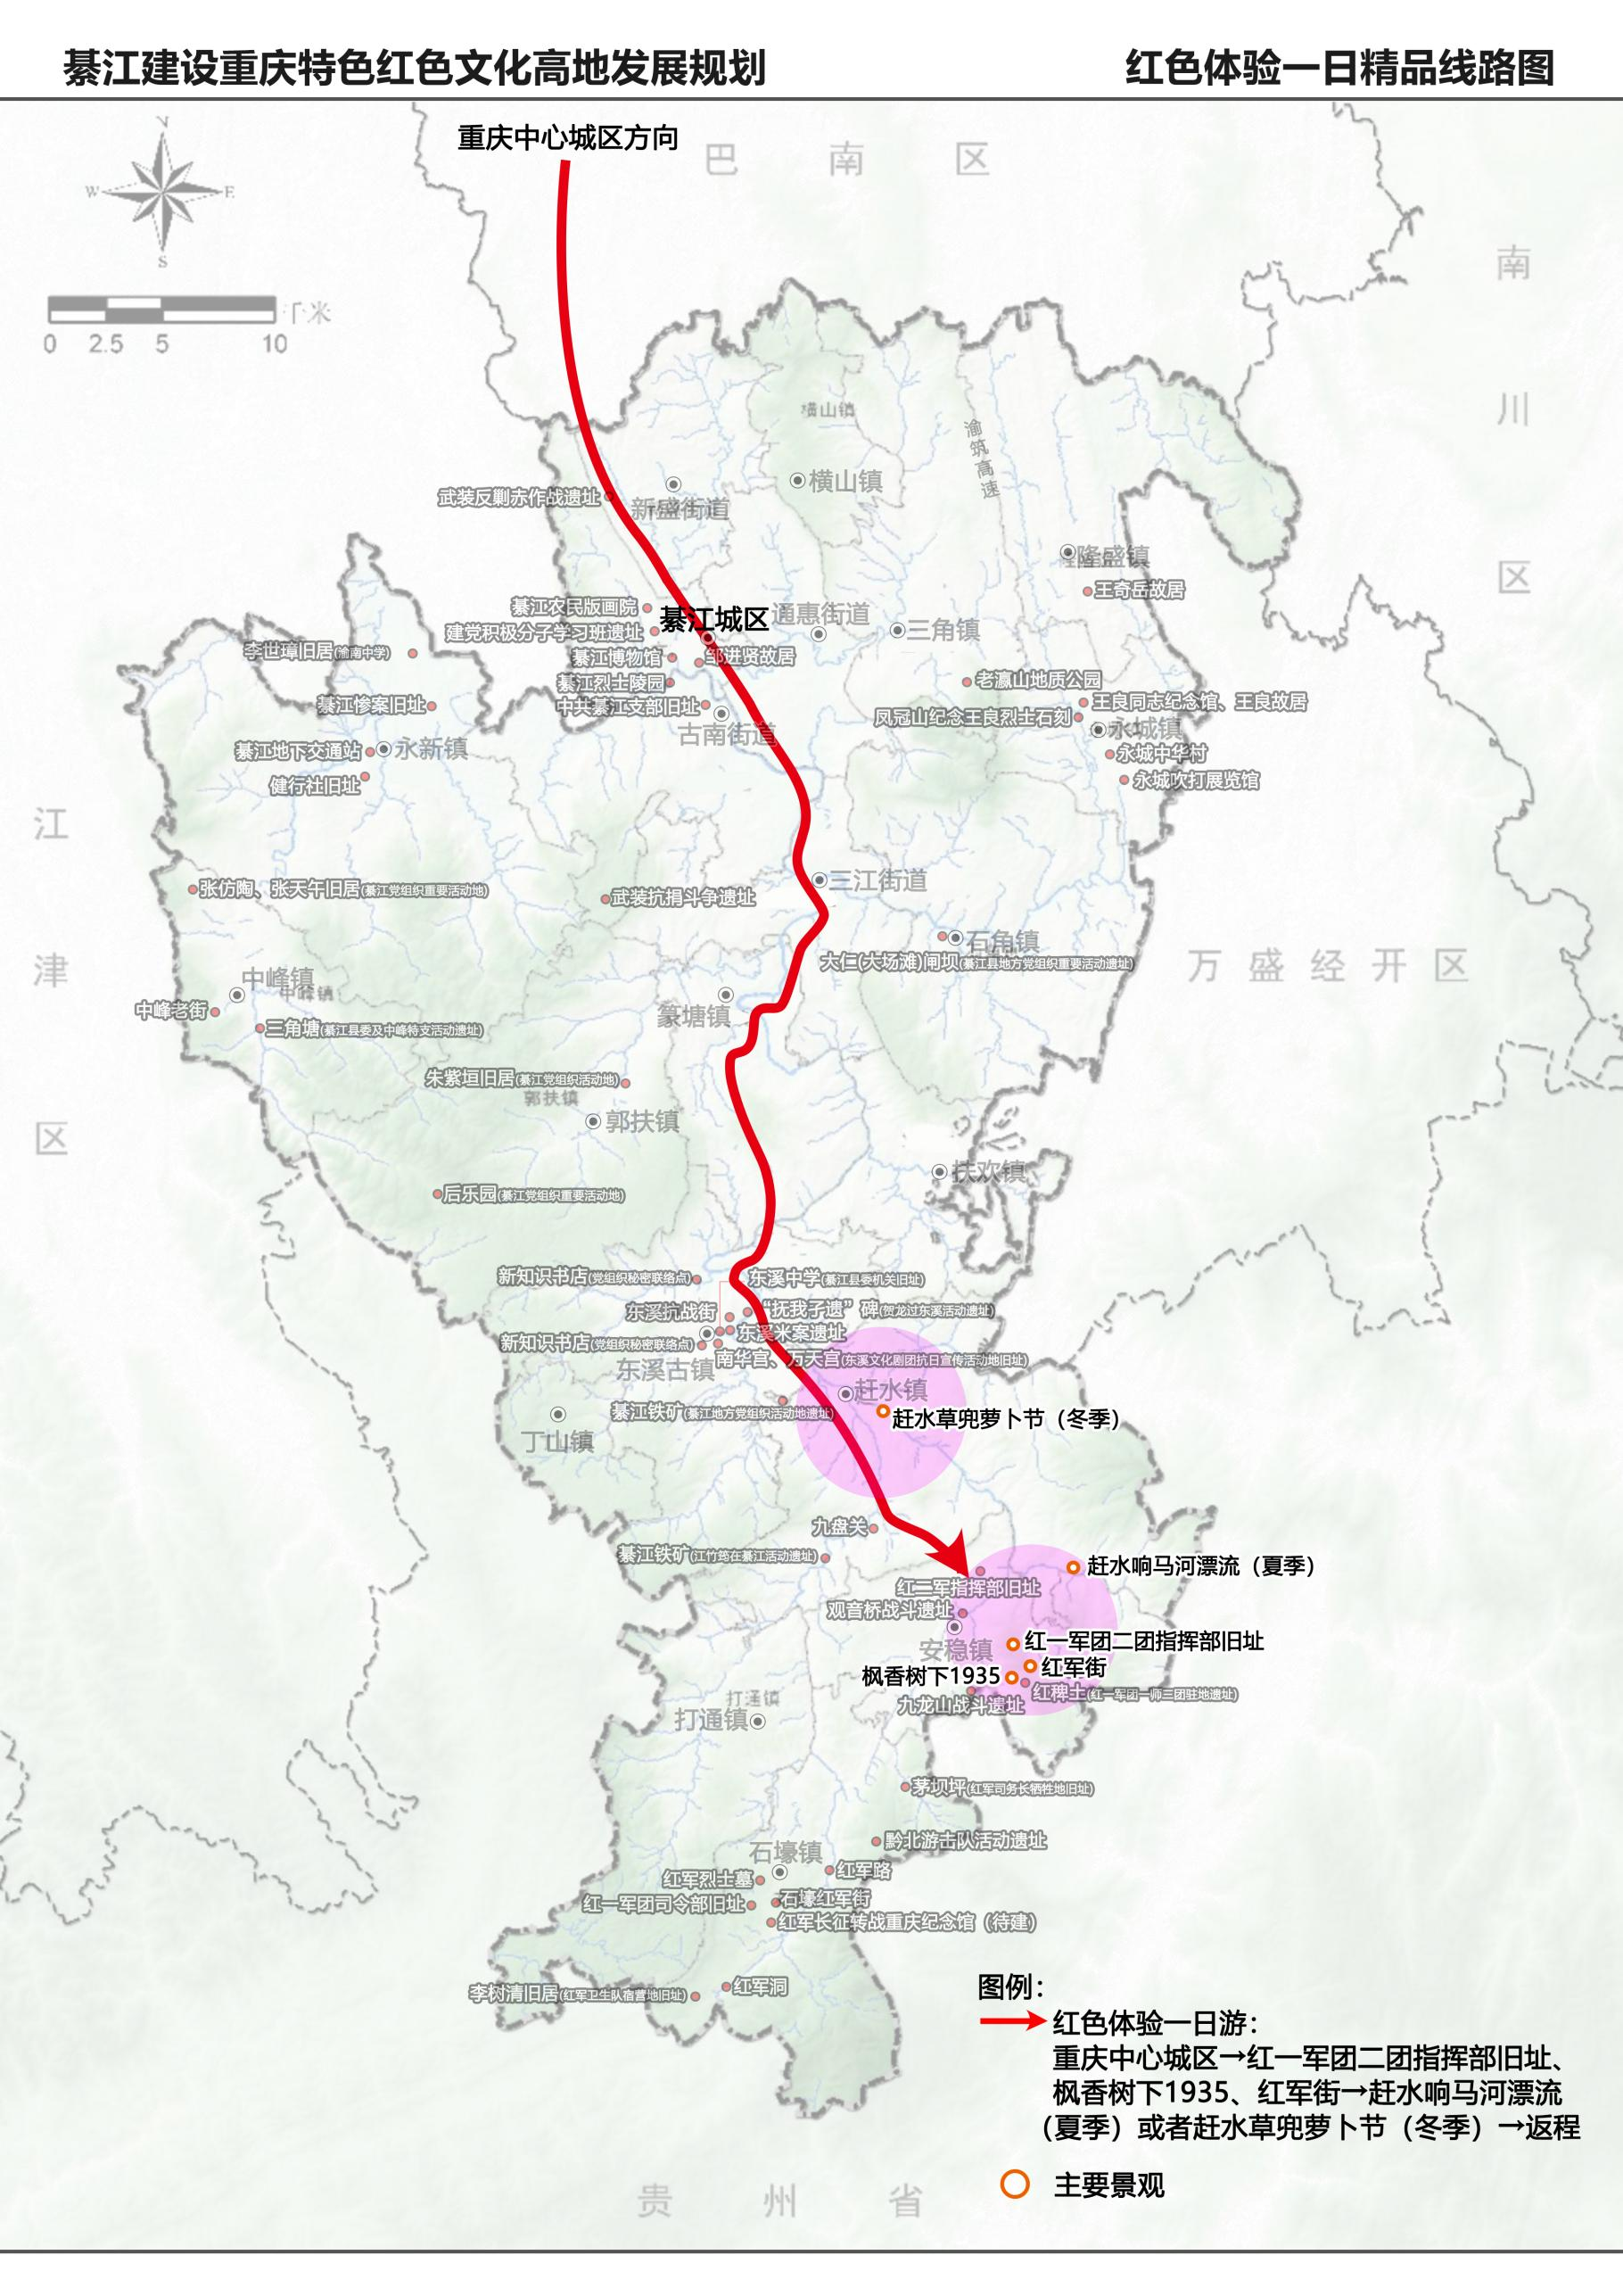 綦江建设重庆特色红色文化高地发展规划
红色体验一日精品线路图
重庆中心城区方向
巴南区
N
W
E
S
千米
0 2.5 5 10
南川区
横山镇
渝筑高速
横山镇
武装反剿赤作战遗址
新盛街道
隆盛镇
王奇岳故居
綦江农民版画院
綦江城区
通惠街道
建党积极分子学习班遗址
三角镇
李世璋旧居(渝南中学)
綦江博物馆
邹进贤故居
綦江烈士陵园
老瀛山地质公园
綦江惨案旧址
中共綦江支部旧址
王良同志纪念馆、王良故居
凤冠山纪念王良烈士石刻
古南街道
永城镇
綦江地下交通站
永新镇
永城中华村
健行社旧址
永城吹打展览馆
江津区
三江街道
张仿陶、张天午旧居(綦江党组织重要活动地)
武装抗捐斗争遗址
石角镇
大仁(大场滩)闸坝(綦江县地方党组织重要活动遗址)
万盛经开区
中峰镇
中峰镇
中峰老街
篆塘镇
三角塘(綦江县委及中峰特支活动遗址)
朱紫垣旧居(綦江党组织活动地)
郭扶镇
郭扶镇
扶欢镇
后乐园(綦江党组织重要活动地)
新知识书店(党组织秘密联络点)
东溪中学(綦江县委机关旧址)
东溪抗战街
“抚我孑遗”碑(贺龙过东溪活动遗址)
东溪米案遗址
新知识书店(党组织秘密联络点)
南华宫、万天宫(东溪文化剧团抗日宣传活动地旧址)
东溪古镇
赶水镇
綦江铁矿(綦江地方党组织活动地遗址)
赶水草兜萝卜节（冬季）
丁山镇
九盘关
綦江铁矿(江竹筠在綦江活动遗址)
赶水响马河漂流（夏季）
红二军指挥部旧址
观音桥战斗遗址
安稳镇
红一军团二团指挥部旧址
红军街
枫香树下1935
红稗土(红一军团一师三团驻地遗址)
九龙山战斗遗址
打通镇
打通镇
茅坝坪(红军司务长牺牲地旧址)
黔北游击队活动遗址
石壕镇
红军路
红军烈士墓
石壕红军街
红一军团司令部旧址
红军长征转战重庆纪念馆（待建）
红军洞
李树清旧居(红军卫生队宿营地旧址)
图例：
红色体验一日游：
重庆中心城区→红一军团二团指挥部旧址、
枫香树下1935、红军街→赶水响马河漂流
（夏季）或者赶水草兜萝卜节（冬季）→返程
主要景观
贵州省